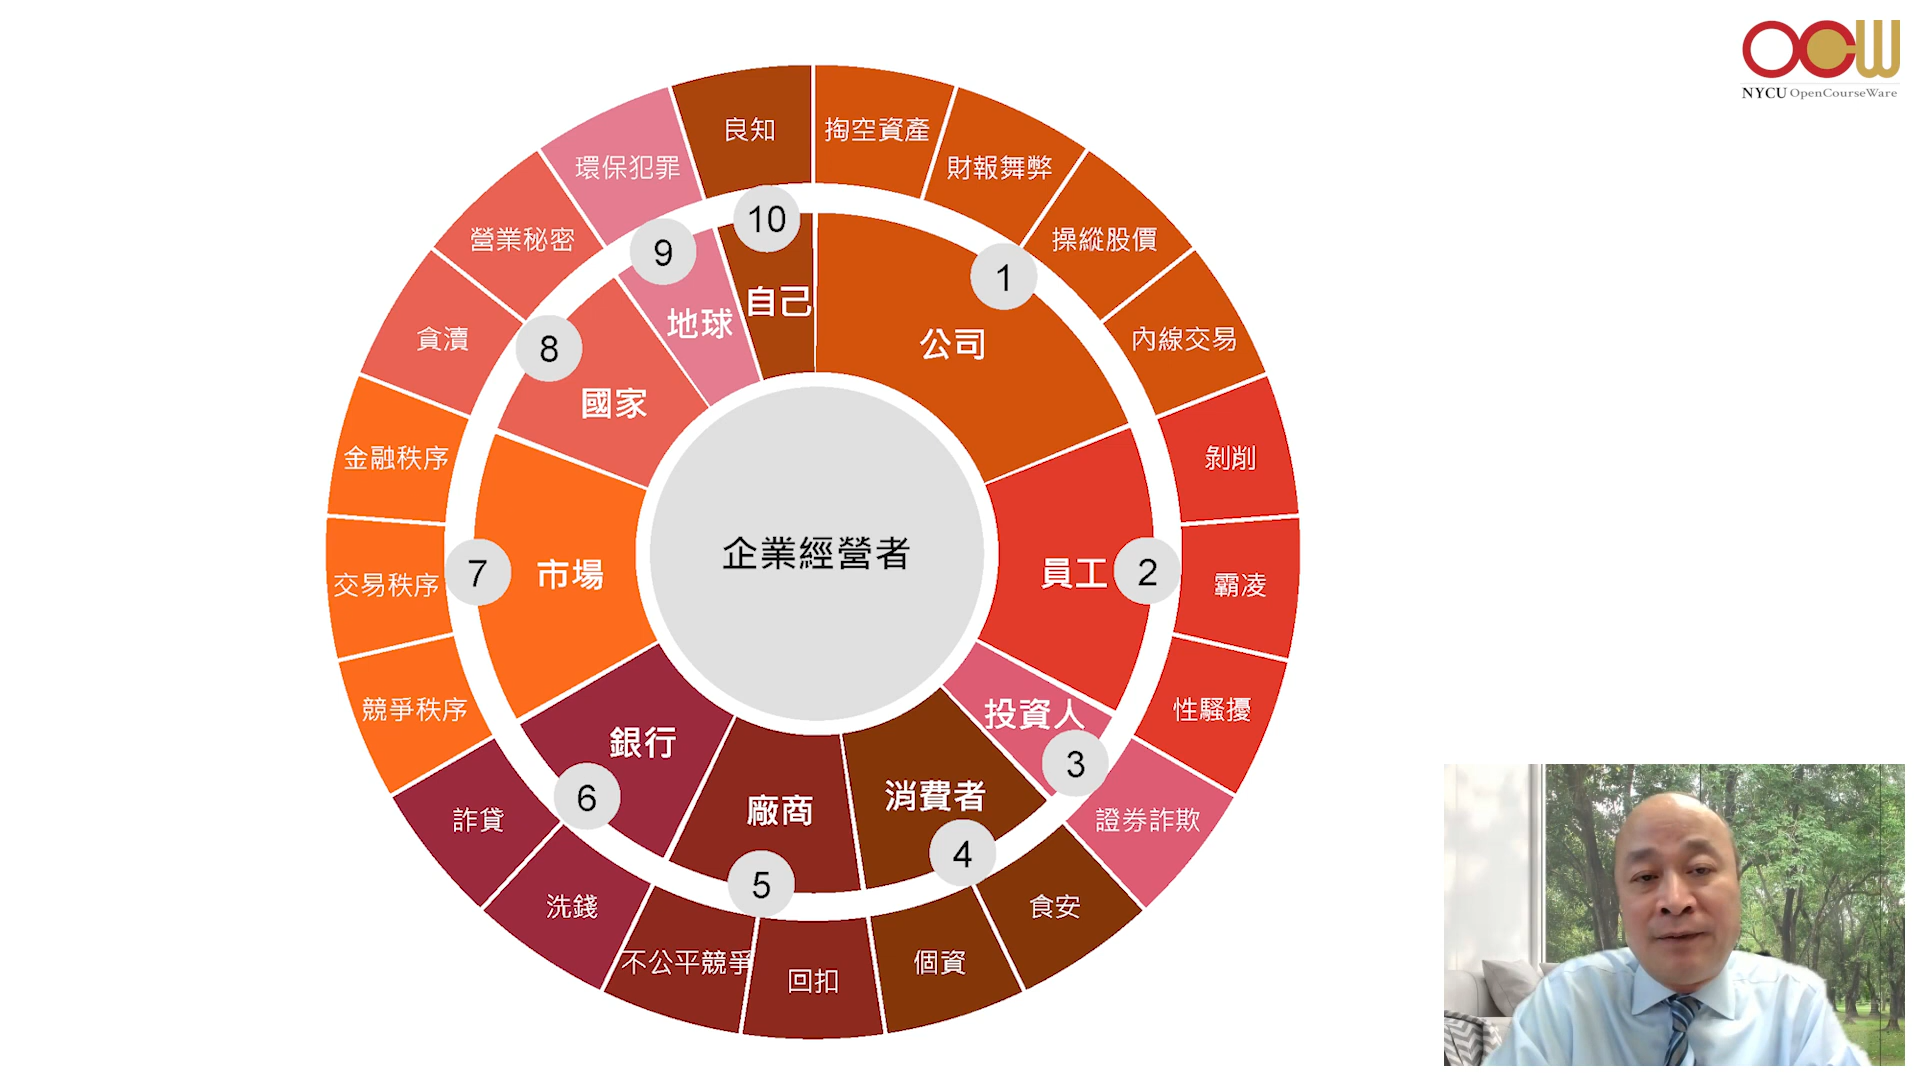 OCW
NYCU OpenCourseWare
企業經營者
1
公司
掏空資產
財報舞弊
操縱股價
內線交易
2
員工
剝削
霸凌
性騷擾
3
投資人
證券詐欺
4
消費者
食安
個資
5
廠商
回扣
不公平競爭
6
銀行
洗錢
詐貸
7
市場
競爭秩序
交易秩序
金融秩序
8
國家
貪瀆
營業秘密
9
地球
環保犯罪
10
自己
良知